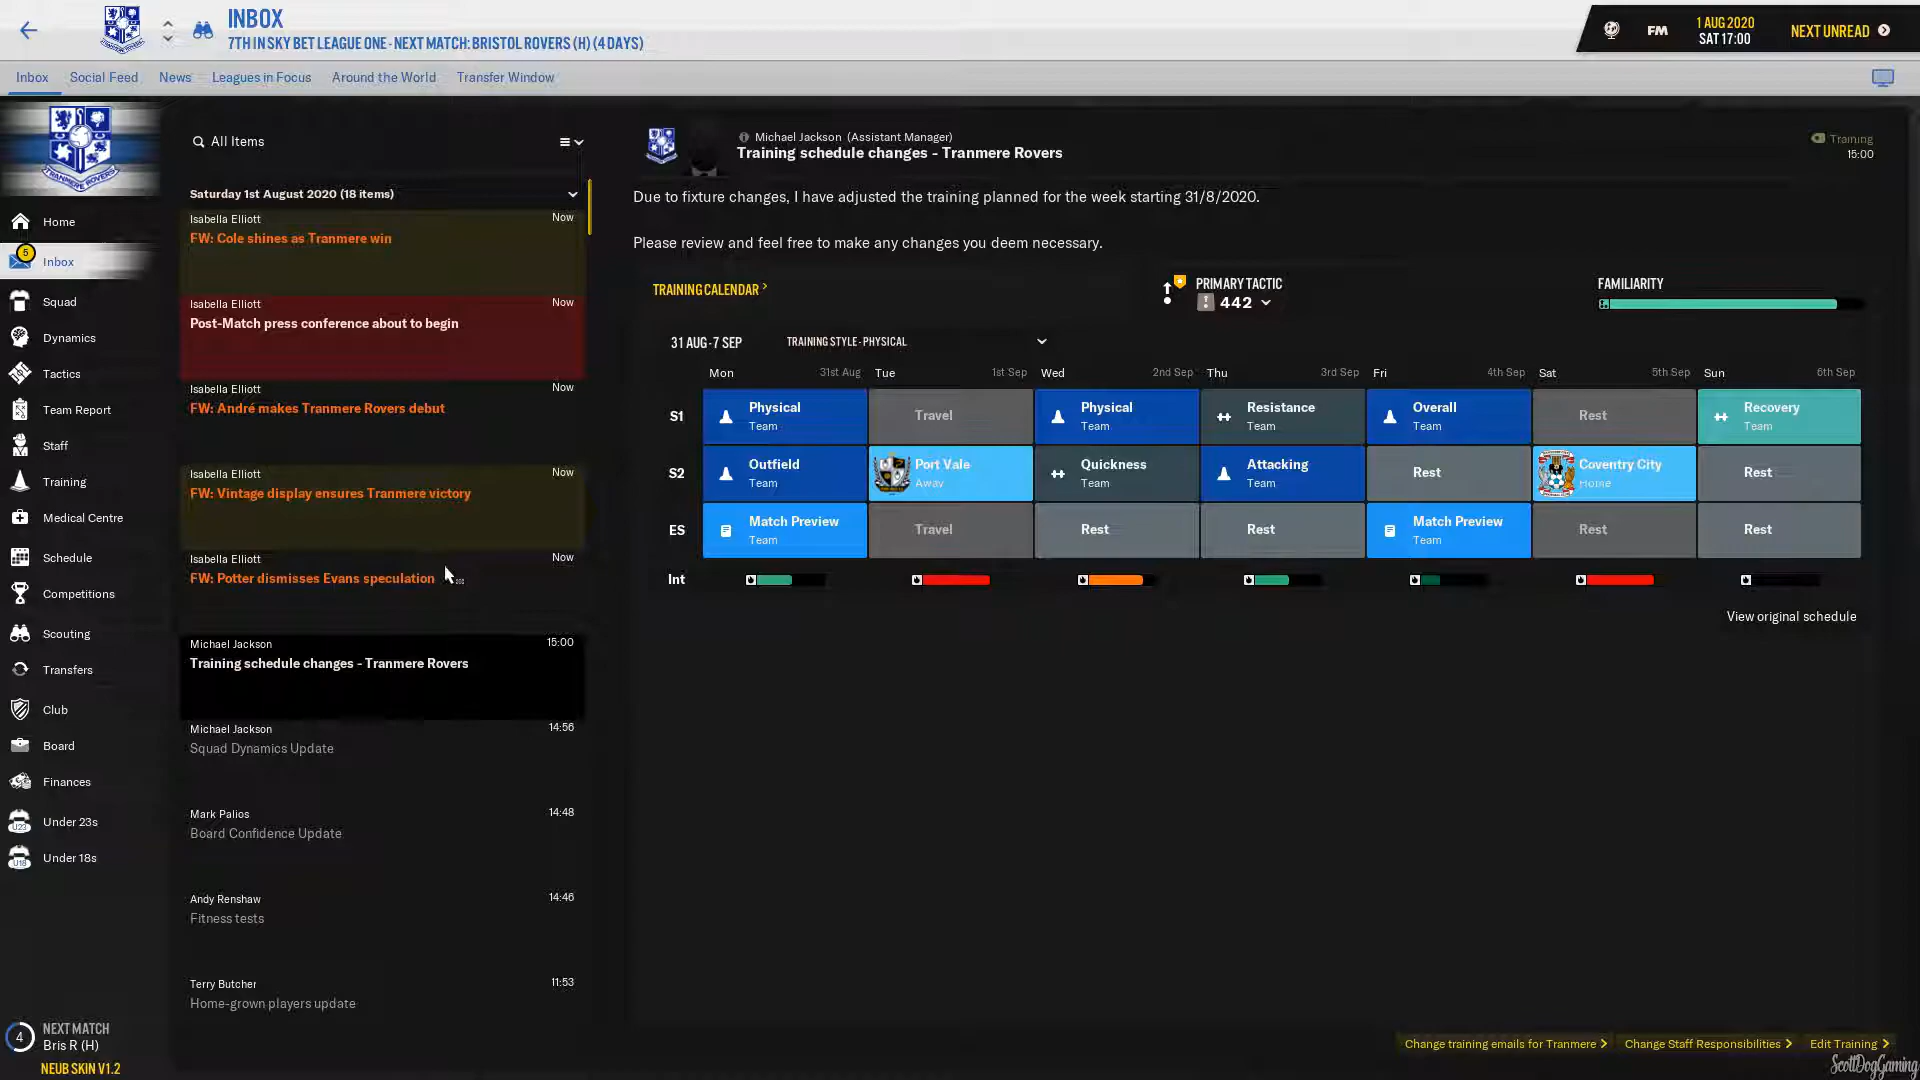 INBOX
7TH IN SKY BET LEAGUE ONE - NEXT MATCH: BRISTOL ROVERS (H) (4 DAYS)
FM
1 AUG 2020
SAT 17:00
NEXT UNREAD
Inbox Social Feed News Leagues in Focus Around the World Transfer Window
TRANMERE ROVERS
Home
5
Inbox
Squad
Dynamics
Tactics
Team Report
Staff
Training
Medical Centre
Schedule
Competitions
Scouting
Transfers
Club
Board
Finances
U23
Under 23s
U18
Under 18s
4
NEXT MATCH
Bris R (H)
NEUB SKIN V1.2
All Items
Saturday 1st August 2020 (18 items)
Isabella Elliott Now
FW: Cole shines as Tranmere win
Isabella Elliott Now
Post-Match press conference about to begin
Isabella Elliott Now
FW: André makes Tranmere Rovers debut
Isabella Elliott Now
FW: Vintage display ensures Tranmere victory
Isabella Elliott Now
FW: Potter dismisses Evans speculation
Michael Jackson 15:00
Training schedule changes - Tranmere Rovers
Michael Jackson 14:56
Squad Dynamics Update
Mark Palios 14:48
Board Confidence Update
Andy Renshaw 14:46
Fitness tests
Terry Butcher 11:53
Home-grown players update
Michael Jackson (Assistant Manager)
Training schedule changes - Tranmere Rovers
Training
15:00
Due to fixture changes, I have adjusted the training planned for the week starting 31/8/2020.
Please review and feel free to make any changes you deem necessary.
TRAINING CALENDAR
PRIMARY TACTIC
442
FAMILIARITY
31 AUG - 7 SEP TRAINING STYLE - PHYSICAL
Mon 31st Aug Tue 1st Sep Wed 2nd Sep Thu 3rd Sep Fri 4th Sep Sat 5th Sep Sun 6th Sep
S1 Physical Team Travel Physical Team Resistance Team Overall Team Rest Recovery Team
S2 Outfield Team Port Vale Away Quickness Team Attacking Team Rest Coventry City Home Rest
ES Match Preview Team Travel Rest Rest Match Preview Team Rest Rest
Int
View original schedule
Change training emails for Tranmere Change Staff Responsibilities Edit Training
ScottDogGaming